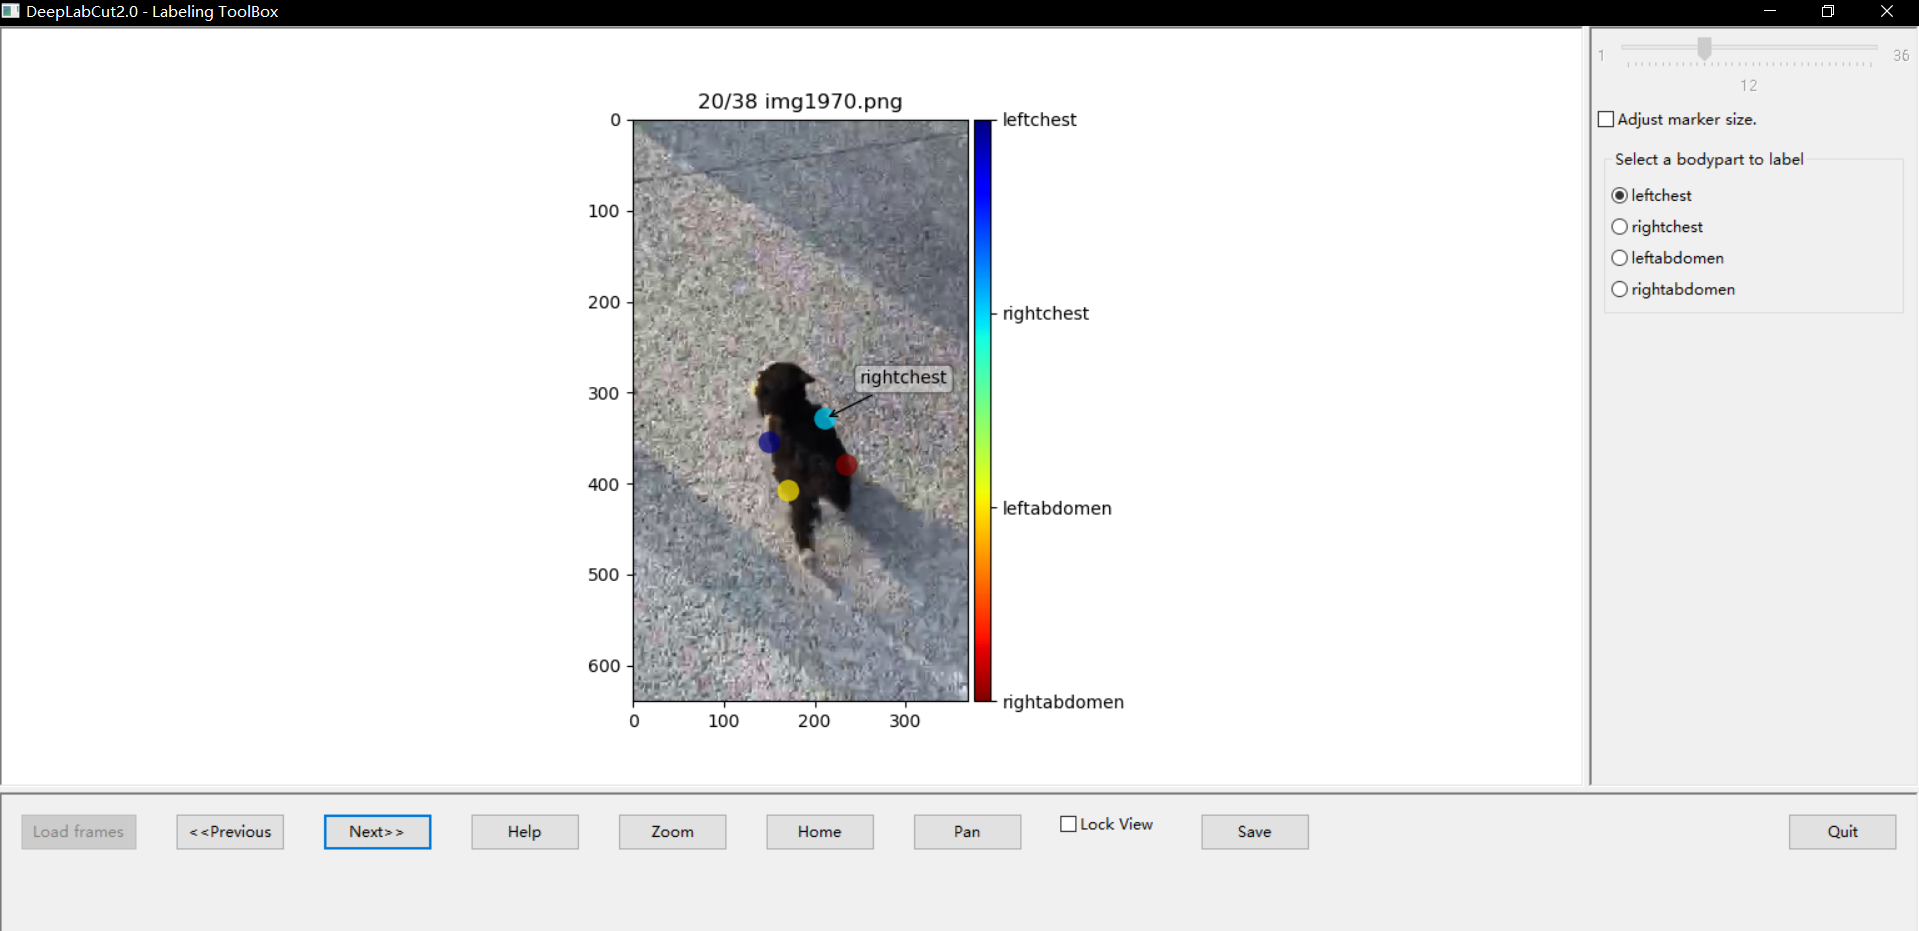 DeepLabCut2.0 - Labeling ToolBox
1
36
12
Adjust marker size.
Select a bodypart to label
leftchest
rightchest
leftabdomen
rightabdomen
20/38 img1970.png
0
100
200
300
400
500
600
0
100
200
300
rightchest
leftchest
rightchest
leftabdomen
rightabdomen
Load frames
<<Previous
Next>>
Help
Zoom
Home
Pan
Lock View
Save
Quit